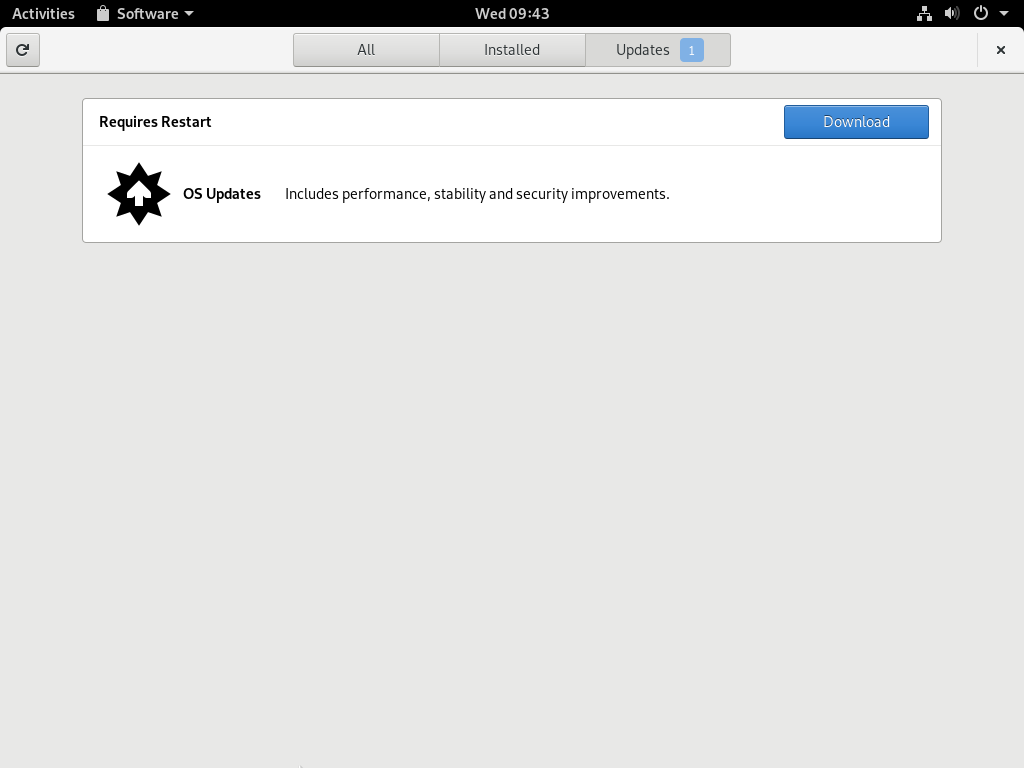 Activities Software Wed 09:43
All Installed Updates 1
Requires Restart Download
OS Updates Includes performance, stability and security improvements.